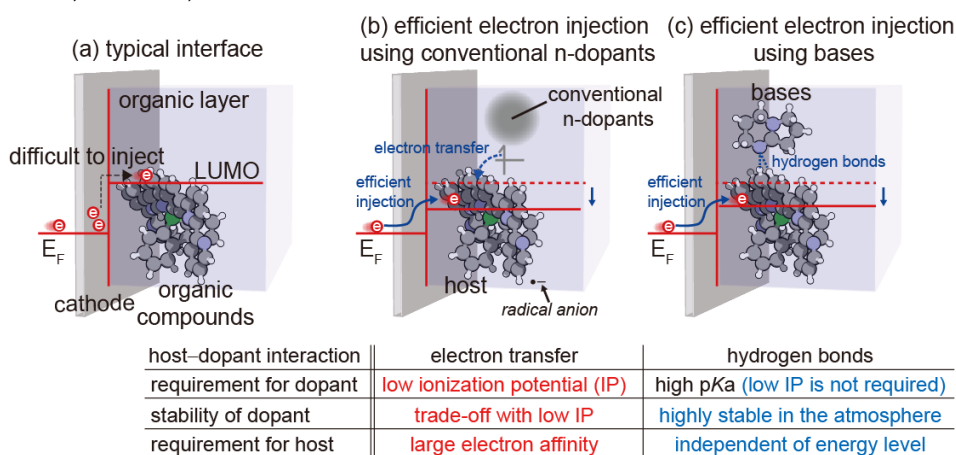 (a) typical interface
organic layer
difficult to inject
LUMO
e
e
e
e
E_F
cathode
organic
compounds
(b) efficient electron injection
using conventional n-dopants
conventional
n-dopants
electron transfer
efficient
injection
e
e
E_F
host
•−
radical anion
(c) efficient electron injection
using bases
bases
hydrogen bonds
efficient
injection
e
e
E_F
host–dopant interaction electron transfer hydrogen bonds
requirement for dopant low ionization potential (IP) high pKa (low IP is not required)
stability of dopant trade-off with low IP highly stable in the atmosphere
requirement for host large electron affinity independent of energy level